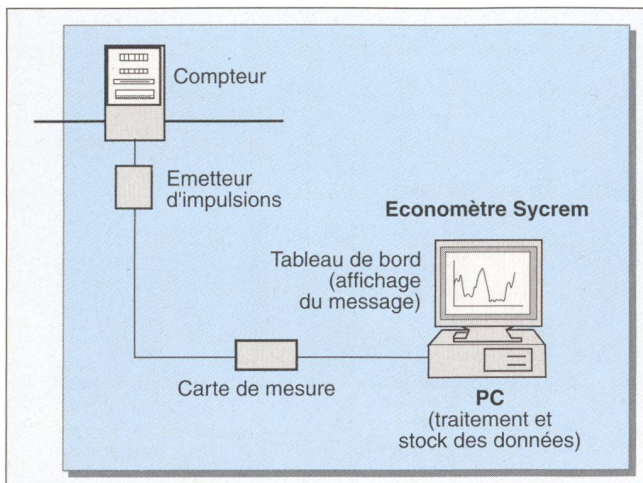 Compteur
Emetteur
d'impulsions
Economètre Sycrem
Tableau de bord
(affichage
du message)
Carte de mesure
PC
(traitement et
stock des données)